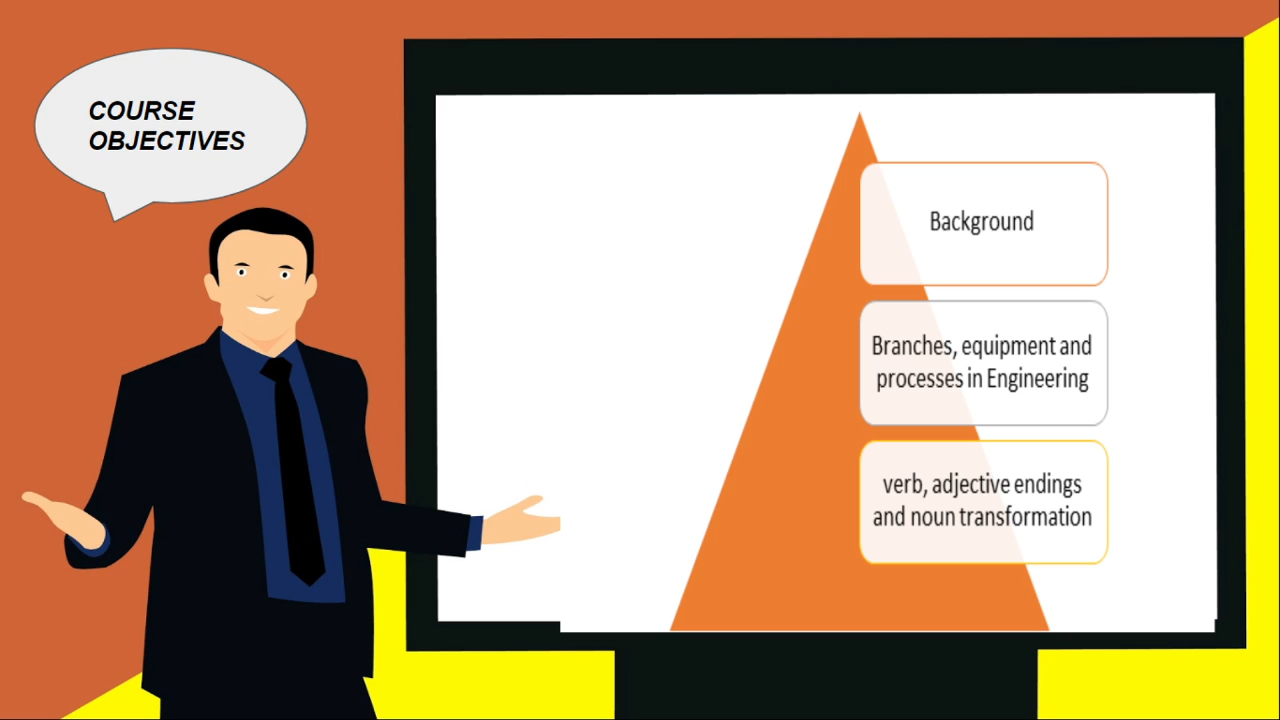 COURSE
OBJECTIVES
Background
Branches, equipment and
processes in Engineering
verb, adjective endings
and noun transformation